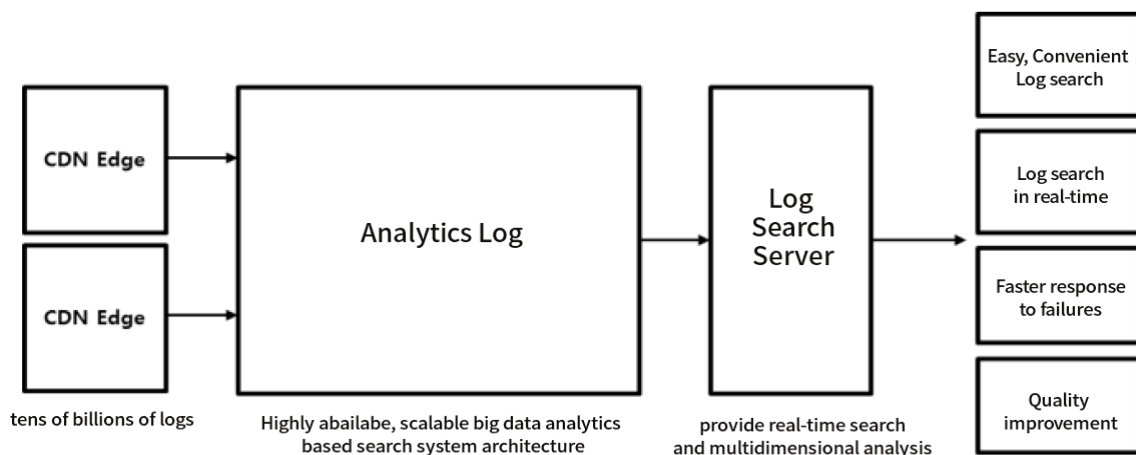 CDN Edge
CDN Edge
tens of billions of logs
Analytics Log
Highly abailabe, scalable big data analytics
based search system architecture
Log
Search
Server
provide real-time search
and multidimensional analysis
Easy, Convenient
Log search
Log search
in real-time
Faster response
to failures
Quality
improvement